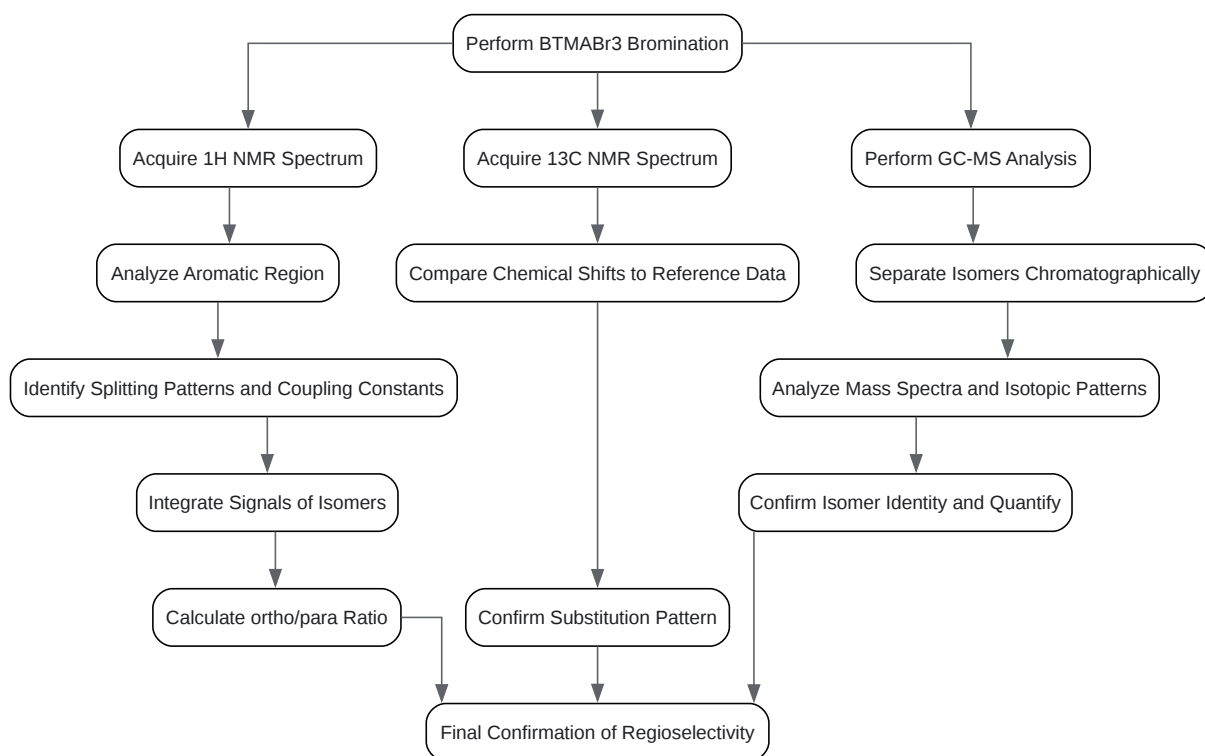 Perform BTMABr3 Bromination
Acquire 1H NMR Spectrum
Acquire 13C NMR Spectrum
Perform GC-MS Analysis
Analyze Aromatic Region
Compare Chemical Shifts to Reference Data
Separate Isomers Chromatographically
Identify Splitting Patterns and Coupling Constants
Analyze Mass Spectra and Isotopic Patterns
Integrate Signals of Isomers
Confirm Isomer Identity and Quantify
Calculate ortho/para Ratio
Confirm Substitution Pattern
Final Confirmation of Regioselectivity